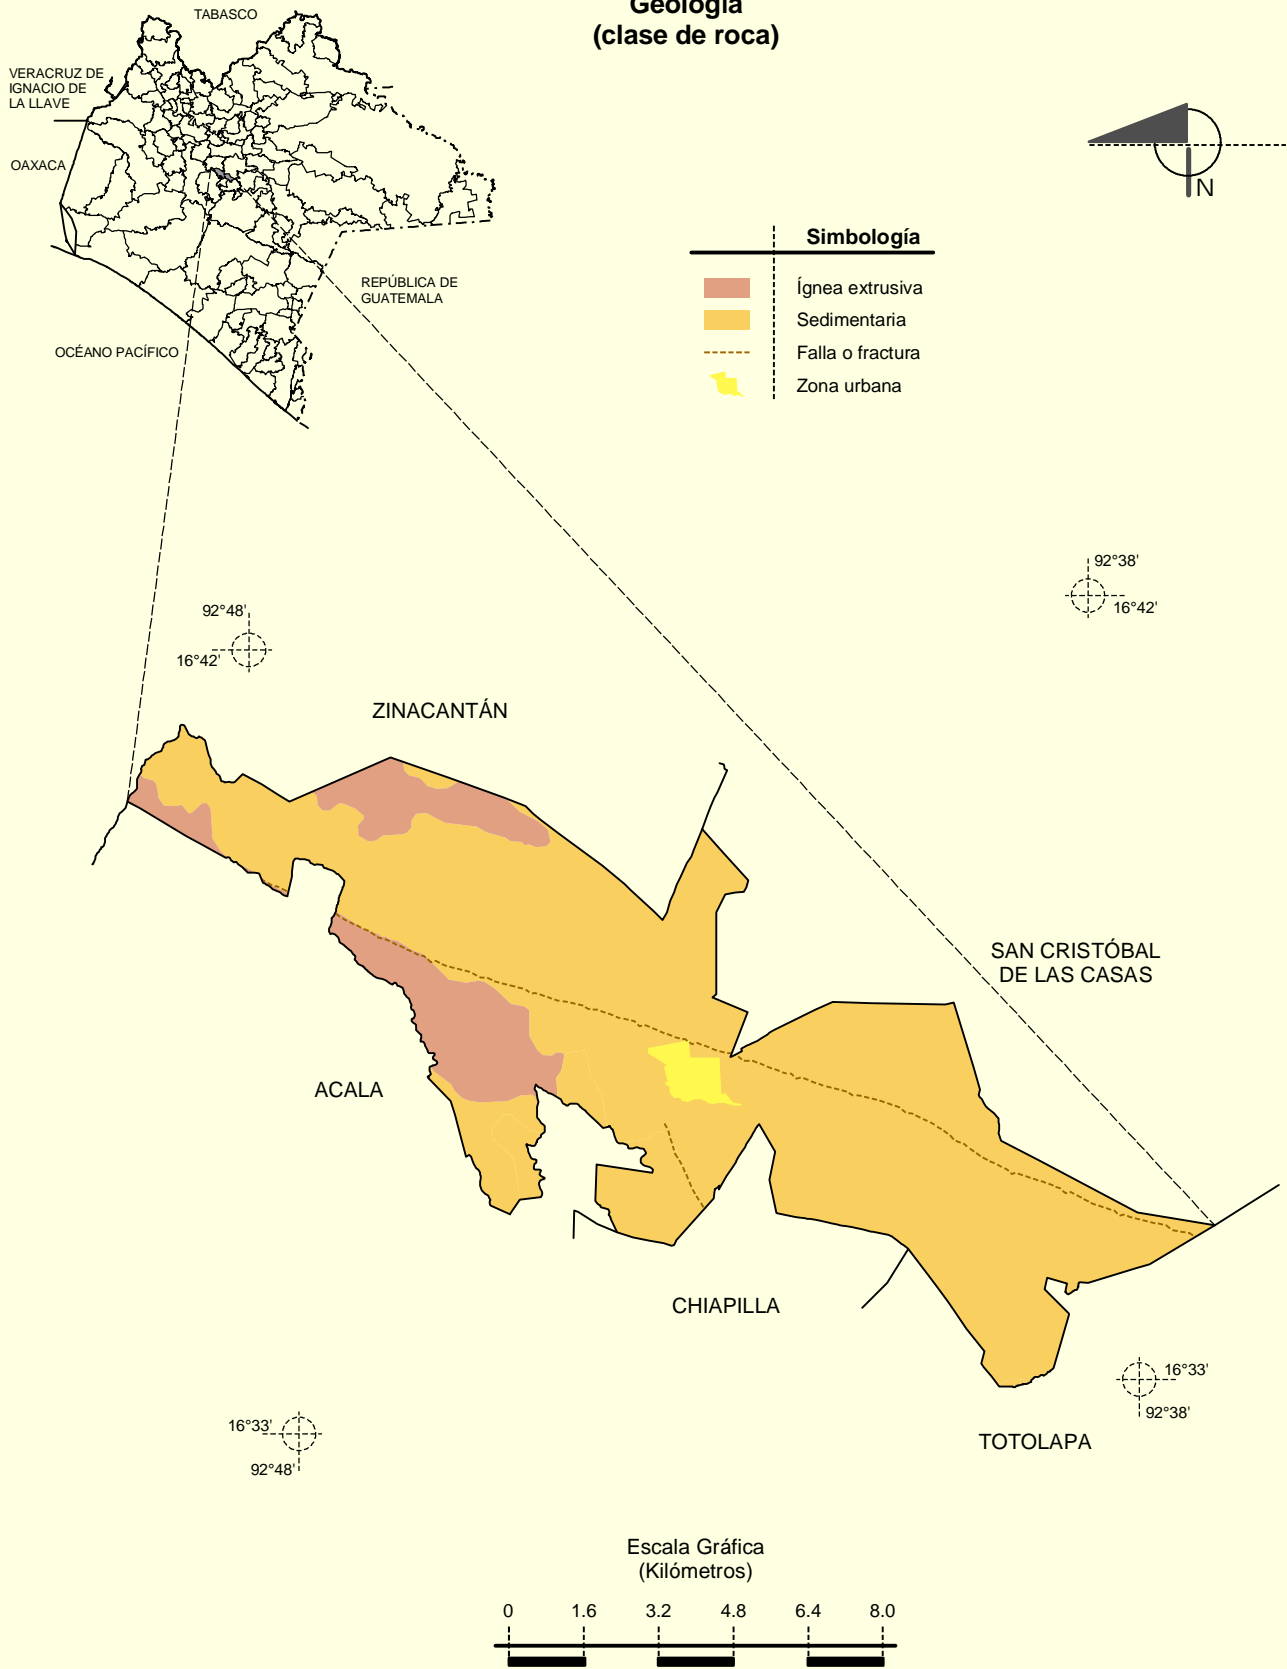 Geología
(clase de roca)
TABASCO
VERACRUZ DE
IGNACIO DE
LA LLAVE
OAXACA
REPÚBLICA DE
GUATEMALA
OCÉANO PACÍFICO
N
Simbología
Ígnea extrusiva
Sedimentaria
Falla o fractura
Zona urbana
92°38'
16°42'
92°48'
16°42'
ZINACANTÁN
SAN CRISTÓBAL
DE LAS CASAS
ACALA
CHIAPILLA
16°33'
92°38'
TOTOLAPA
16°33'
92°48'
Escala Gráfica
(Kilómetros)
0 1.6 3.2 4.8 6.4 8.0